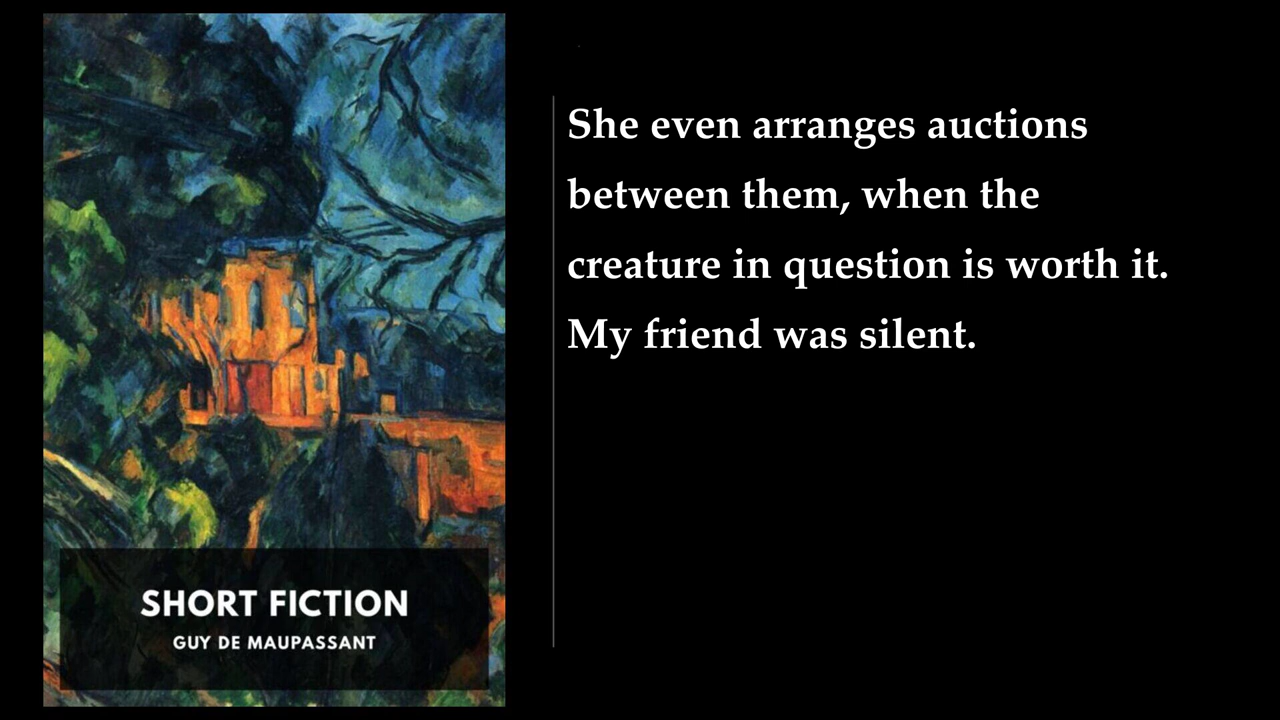 She even arranges auctions
between them, when the
creature in question is worth it.
My friend was silent.
SHORT FICTION
GUY DE MAUPASSANT